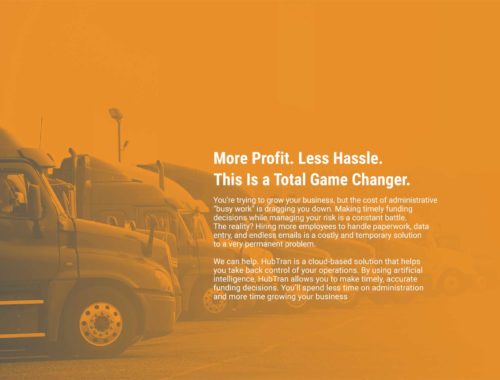 More Profit. Less Hassle.
This Is a Total Game Changer.
You're trying to grow your business, but the cost of administrative
"busy work" is dragging you down. Making timely funding
decisions while managing your risk is a constant battle.
The reality? Hiring more employees to handle paperwork, data
entry, and endless emails is a costly and temporary solution
to a very permanent problem.
We can help. HubTran is a cloud-based solution that helps
you take back control of your operations. By using artificial
intelligence, HubTran allows you to make timely, accurate
funding decisions. You'll spend less time on administration
and more time growing your business